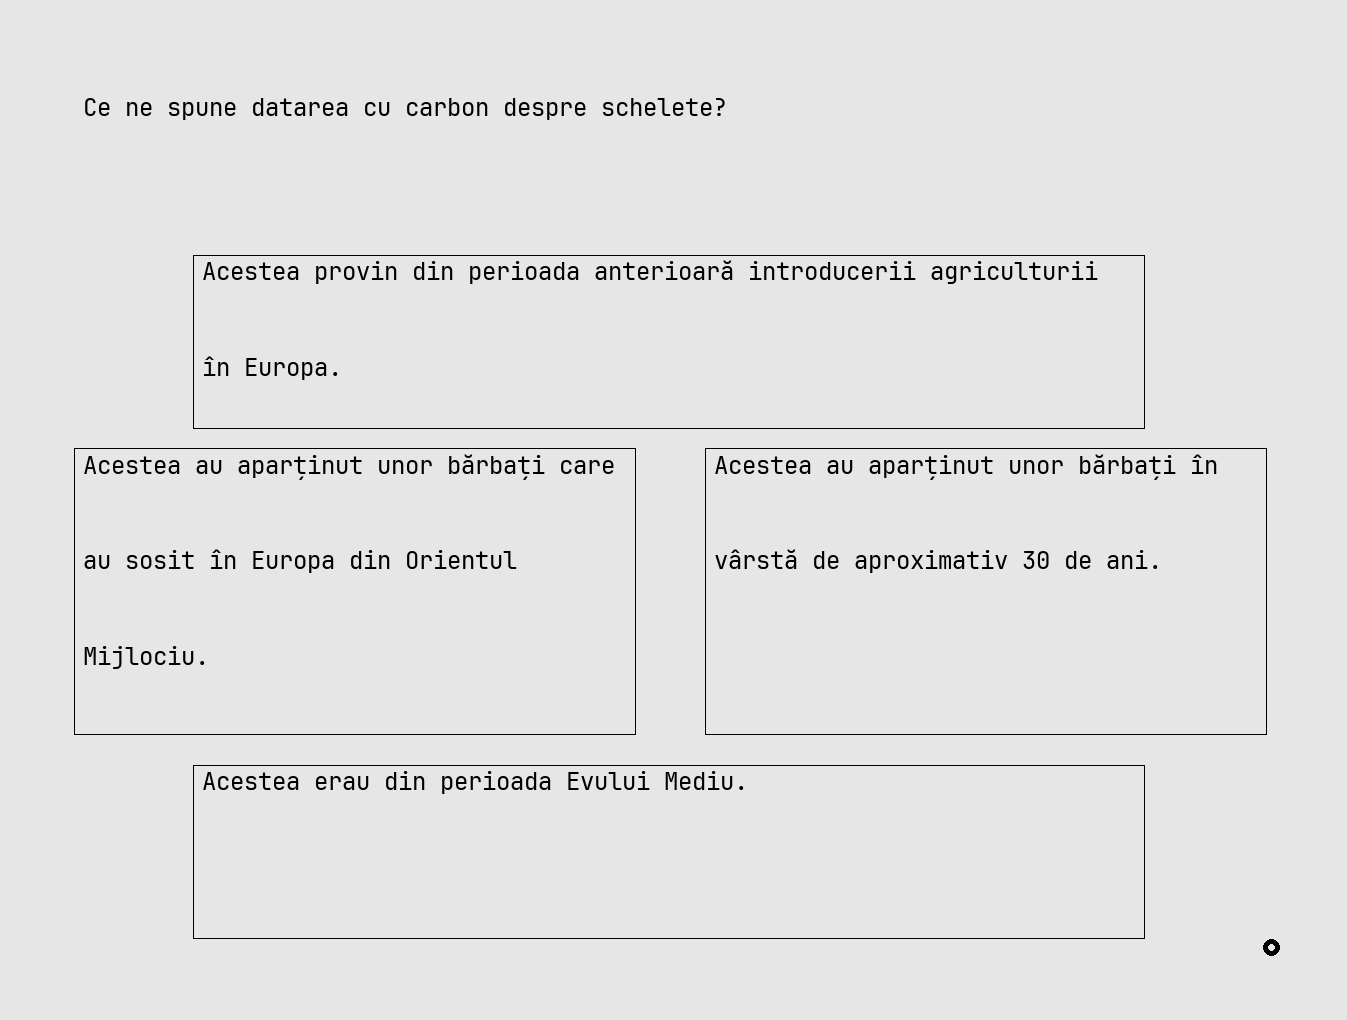 Ce ne spune datarea cu carbon despre schelete?
Acestea provin din perioada anterioară introducerii agriculturii
în Europa.
Acestea au aparținut unor bărbați care
au sosit în Europa din Orientul
Mijlociu.
Acestea au aparținut unor bărbați în
vârstă de aproximativ 30 de ani.
Acestea erau din perioada Evului Mediu.